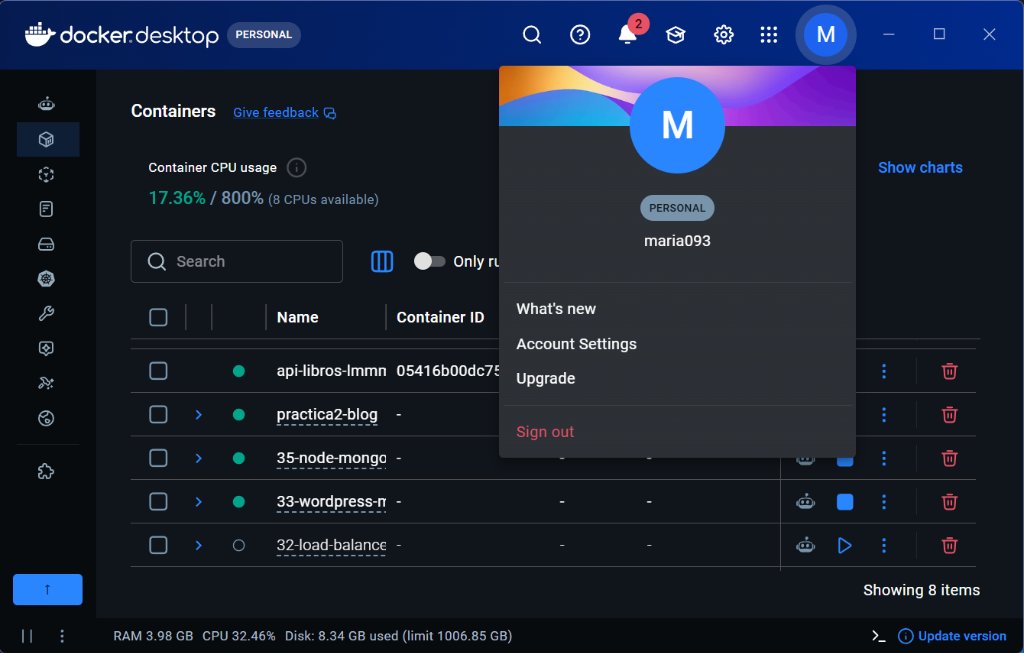 docker.desktop PERSONAL 2 M
M
Containers Give feedback
PERSONAL
maria093
Container CPU usage
Show charts
17.36% / 800% (8 CPUs available)
Search Only ru
What's new
Account Settings
Upgrade
Sign out
Name Container ID
api-libros-lmmn 05416b00dc75
practica2-blog -
35-node-mongo - - -
33-wordpress-m - - -
32-load-balance - - -
Showing 8 items
RAM 3.98 GB CPU 32.46% Disk: 8.34 GB used (limit 1006.85 GB) Update version